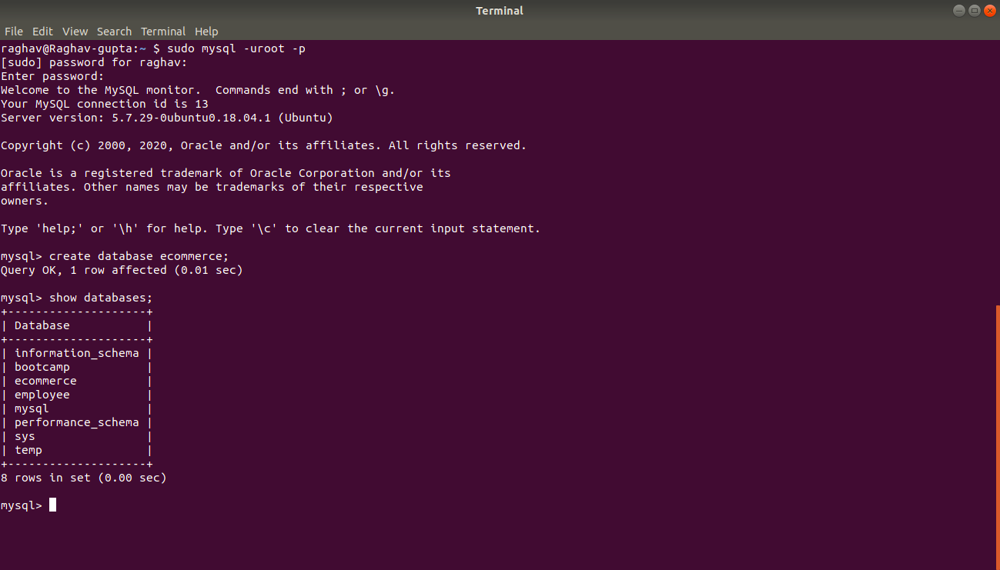 Terminal
File Edit View Search Terminal Help
raghav@Raghav-gupta:~ $ sudo mysql -uroot -p
[sudo] password for raghav:
Enter password:
Welcome to the MySQL monitor.  Commands end with ; or \g.
Your MySQL connection id is 13
Server version: 5.7.29-0ubuntu0.18.04.1 (Ubuntu)

Copyright (c) 2000, 2020, Oracle and/or its affiliates. All rights reserved.

Oracle is a registered trademark of Oracle Corporation and/or its
affiliates. Other names may be trademarks of their respective
owners.

Type 'help;' or '\h' for help. Type '\c' to clear the current input statement.

mysql> create database ecommerce;
Query OK, 1 row affected (0.01 sec)

mysql> show databases;
+--------------------+
| Database           |
+--------------------+
| information_schema |
| bootcamp           |
| ecommerce          |
| employee           |
| mysql              |
| performance_schema |
| sys                |
| temp               |
+--------------------+
8 rows in set (0.00 sec)

mysql>